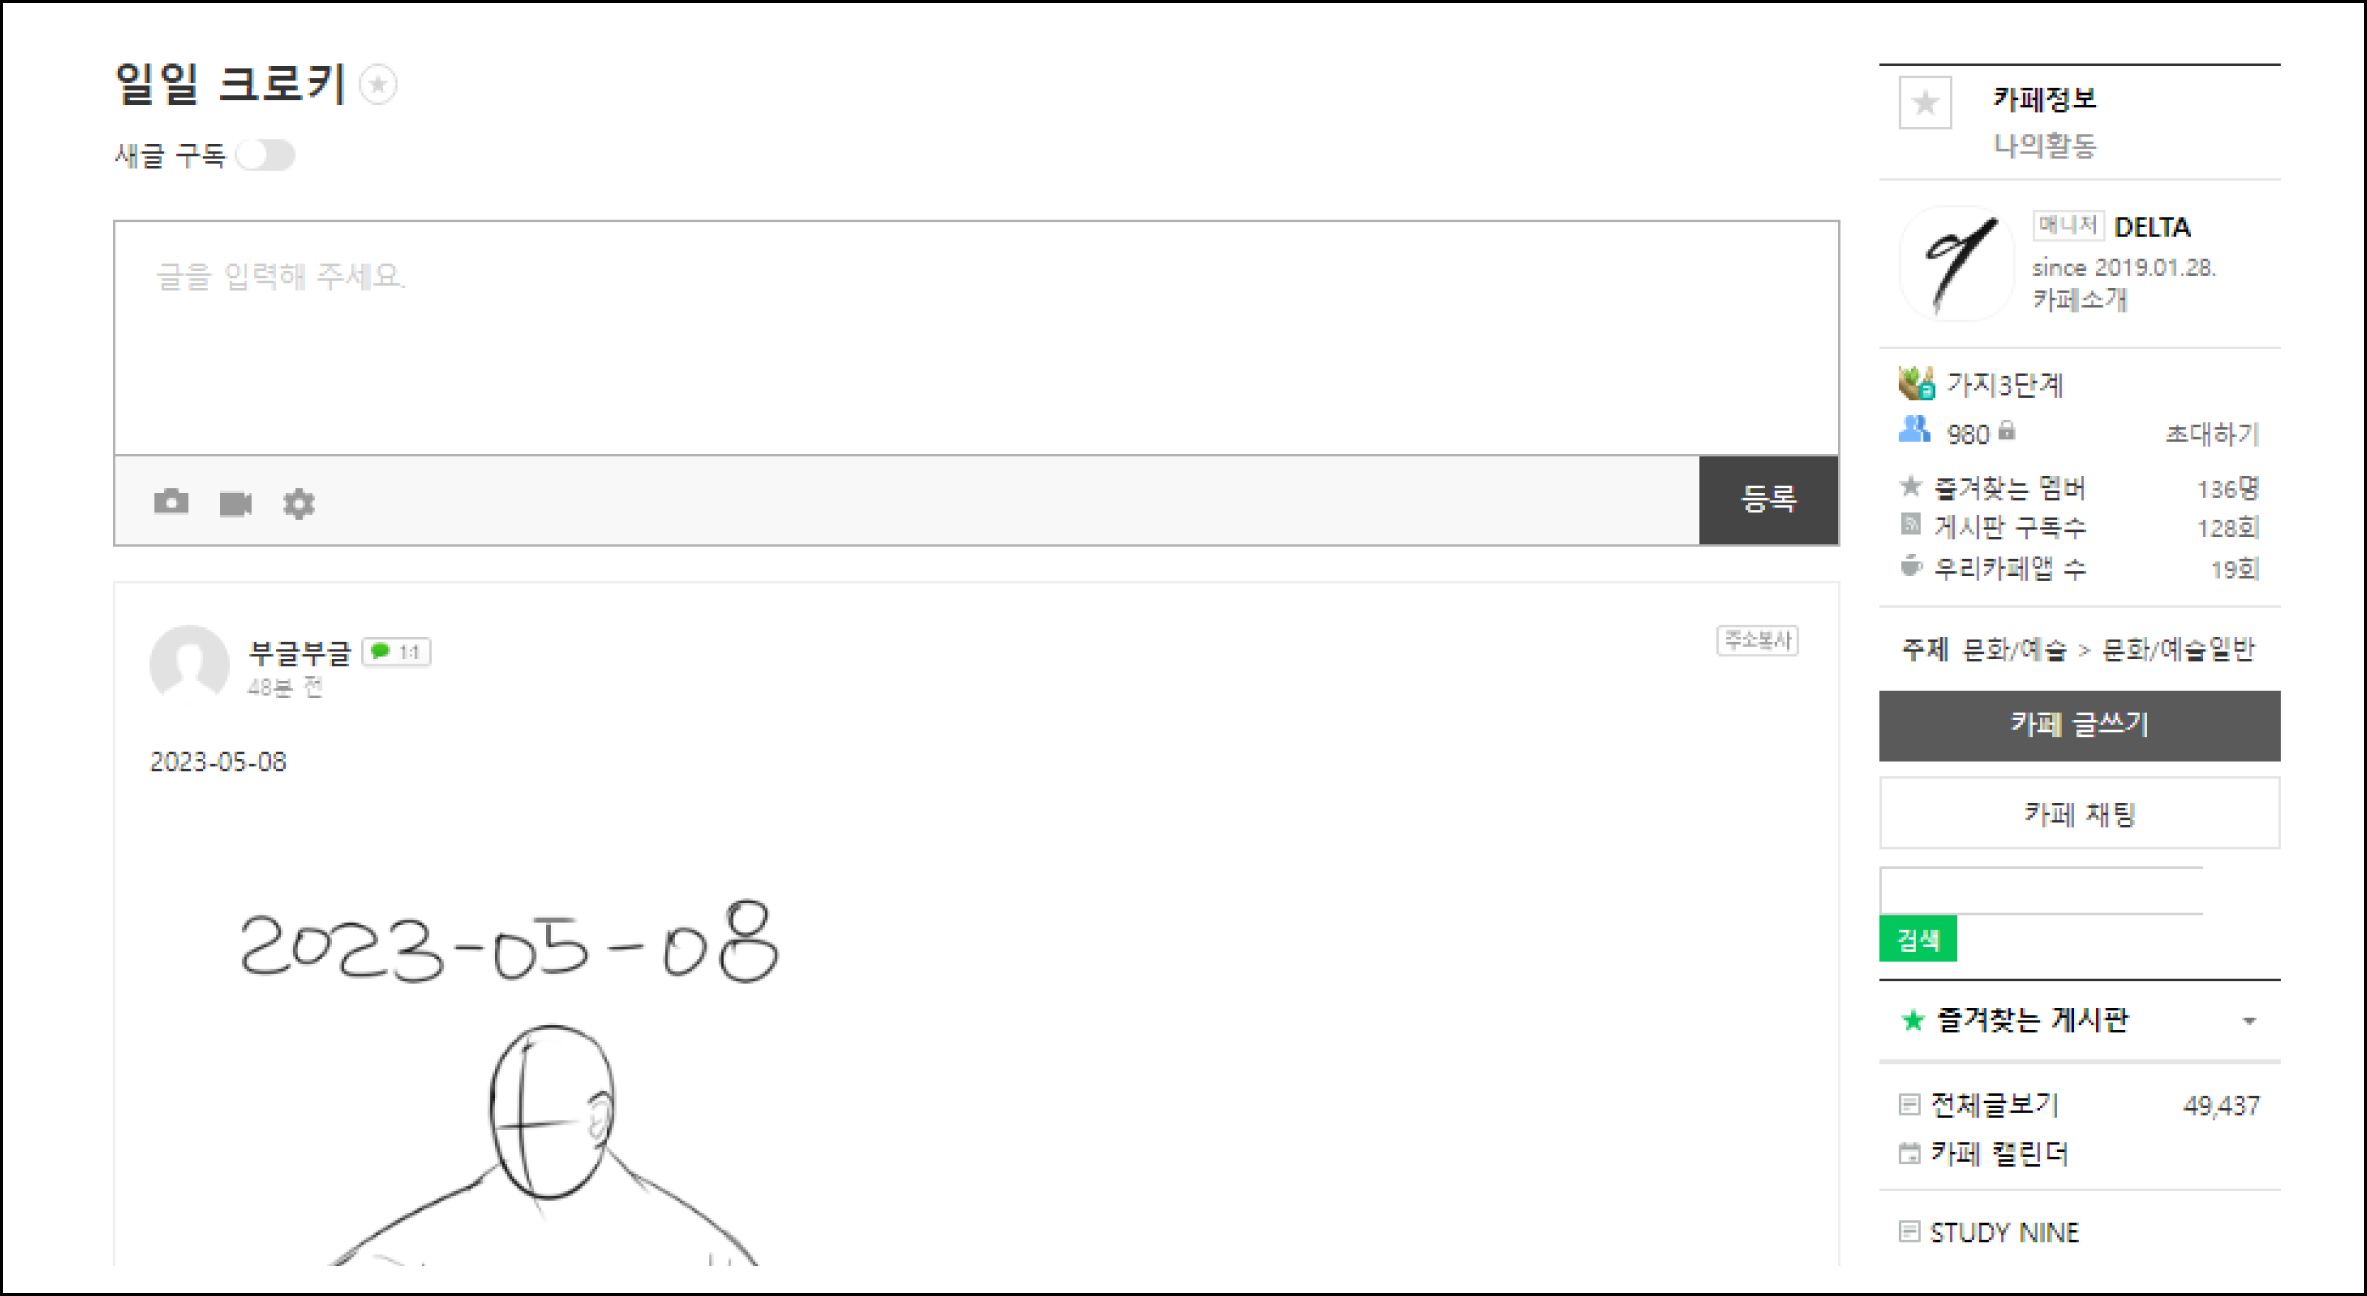 일일 크로키
새글 구독
글을 입력해 주세요.
등록
부글부글 1:1
48분 전
주소복사
2023-05-08
2023-05-08
카페정보
나의활동
매니저 DELTA
since 2019.01.28.
카페소개
가지3단계
980 초대하기
즐겨찾는 멤버 136명
게시판 구독수 128회
우리카페앱 수 19회
주제 문화/예술 > 문화/예술일반
카페 글쓰기
카페 채팅
검색
즐겨찾는 게시판
전체글보기 49,437
카페 캘린더
STUDY NINE